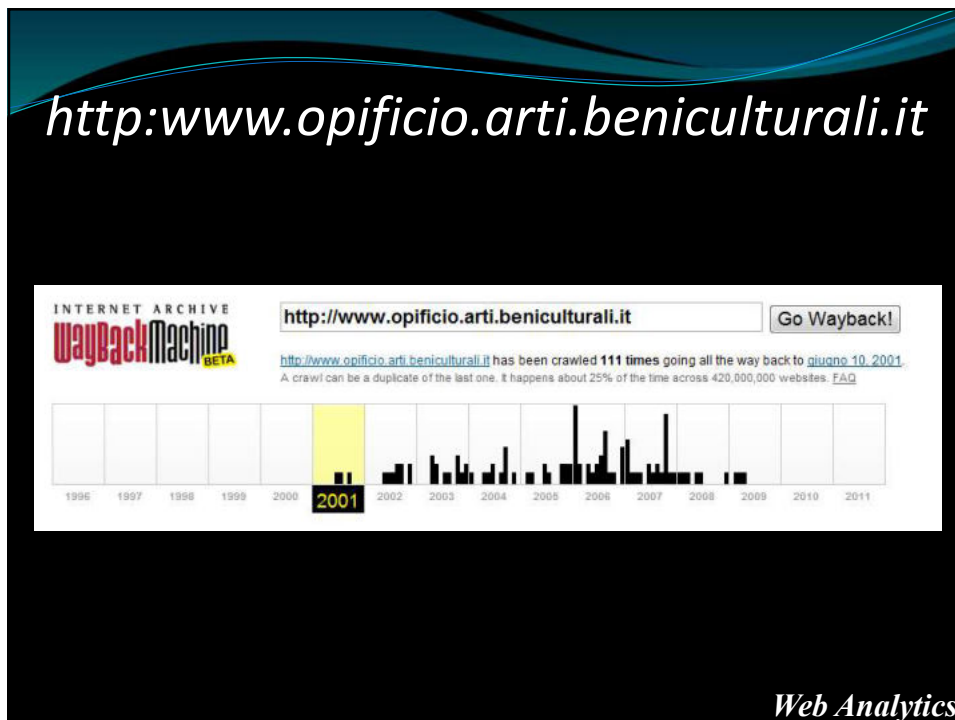 http:www.opificio.arti.beniculturali.it
INTERNET ARCHIVE
WayBackMachine
BETA
http://www.opificio.arti.beniculturali.it
Go Wayback!
http://www.opificio.arti.beniculturali.it has been crawled 111 times going all the way back to giugno 10, 2001.
A crawl can be a duplicate of the last one. It happens about 25% of the time across 420,000,000 websites. FAQ
1996 1997 1998 1999 2000 2001 2002 2003 2004 2005 2006 2007 2008 2009 2010 2011
Web Analytics